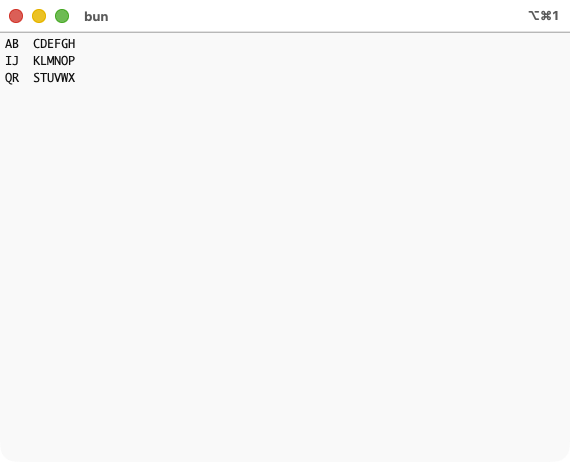 bun ⌥⌘1
AB  CDEFGH
IJ  KLMNOP
QR  STUVWX